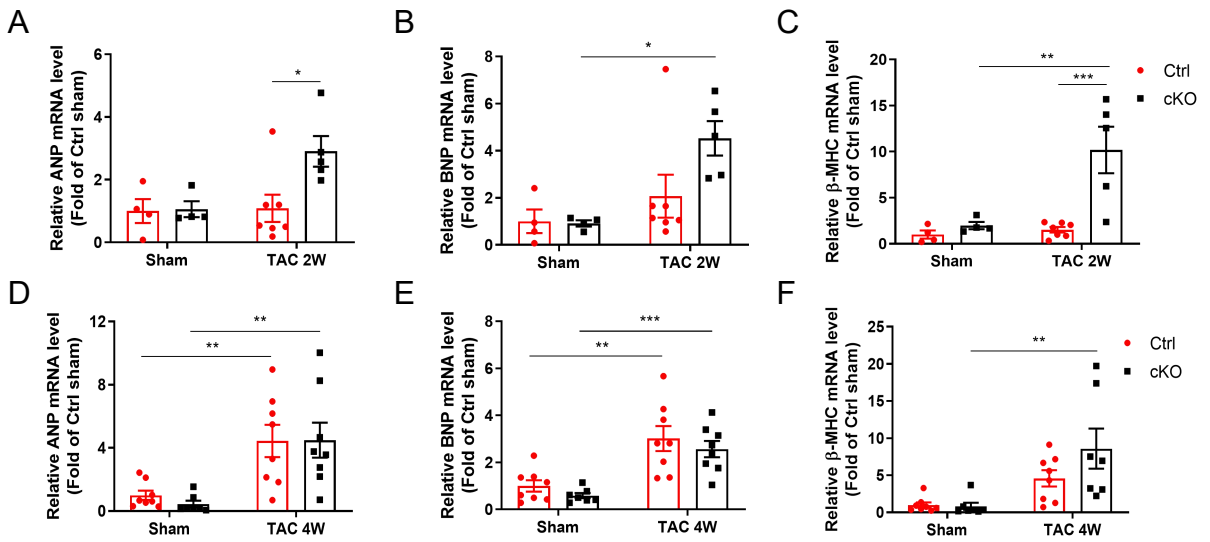 A
Relative ANP mRNA level
(Fold of Ctrl sham)
6
4
2
0
*
Sham
TAC 2W
B
Relative BNP mRNA level
(Fold of Ctrl sham)
8
6
4
2
0
*
Sham
TAC 2W
C
Relative β-MHC mRNA level
(Fold of Ctrl sham)
20
15
10
5
0
**
***
Sham
TAC 2W
Ctrl
cKO
D
Relative ANP mRNA level
(Fold of Ctrl sham)
12
8
4
0
**
**
Sham
TAC 4W
E
Relative BNP mRNA level
(Fold of Ctrl sham)
8
6
4
2
0
***
**
Sham
TAC 4W
F
Relative β-MHC mRNA level
(Fold of Ctrl sham)
25
20
15
10
5
0
**
Sham
TAC 4W
Ctrl
cKO